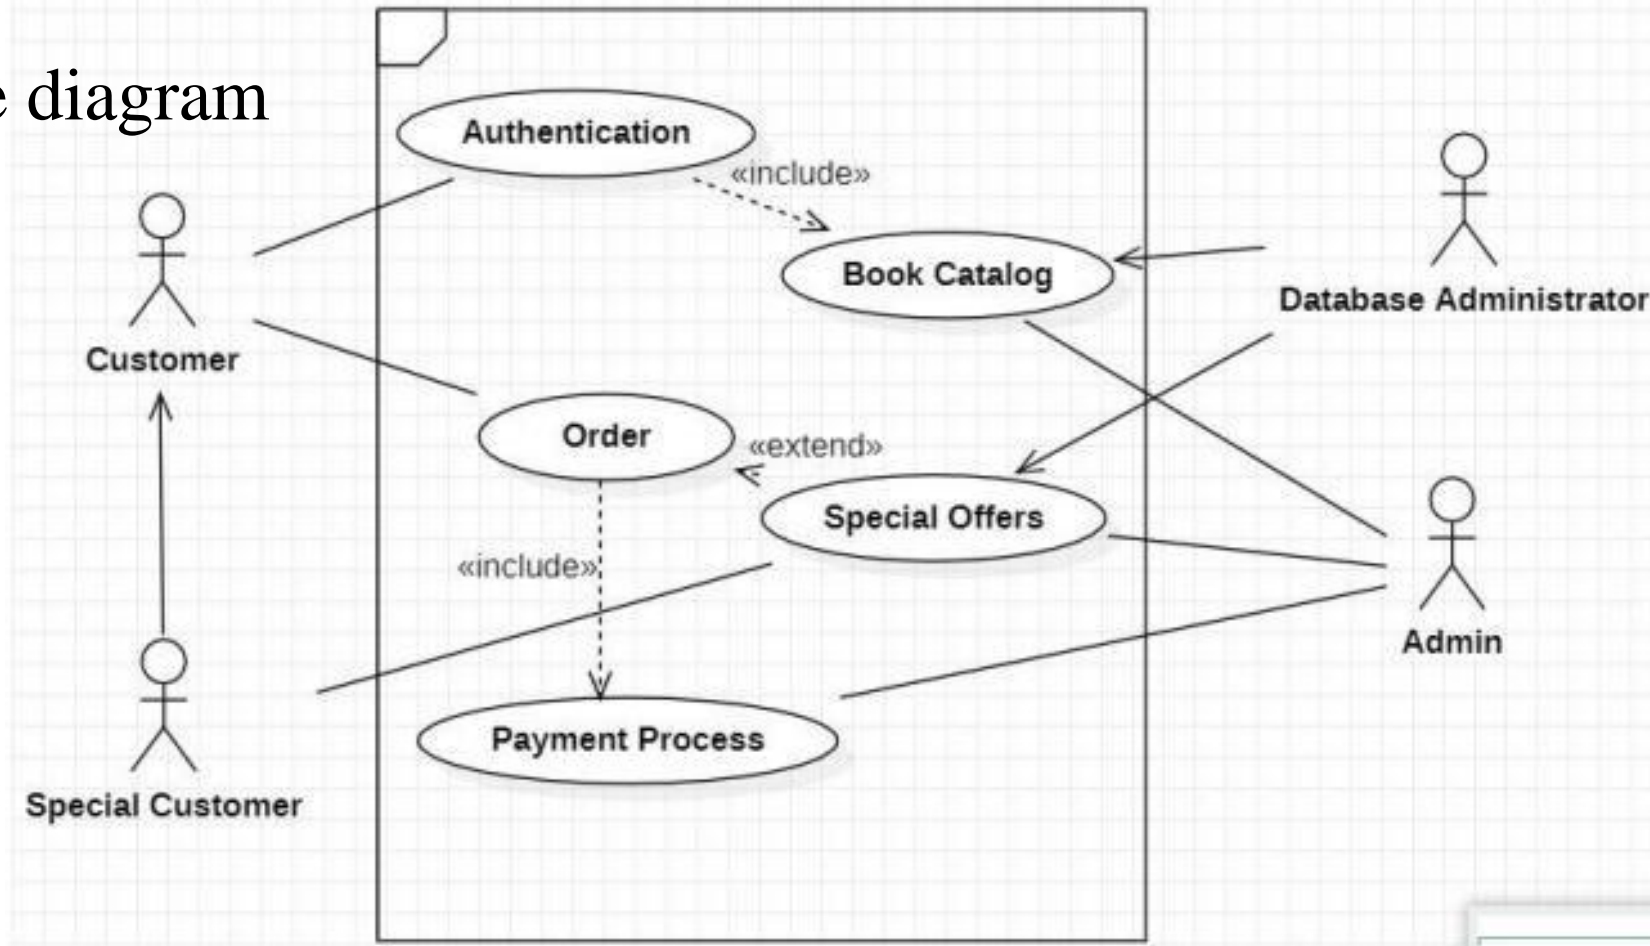 e diagram
Authentication
«include»
Book Catalog
Database Administrator
Customer
Order
«extend»
Special Offers
«include»
Admin
Payment Process
Special Customer